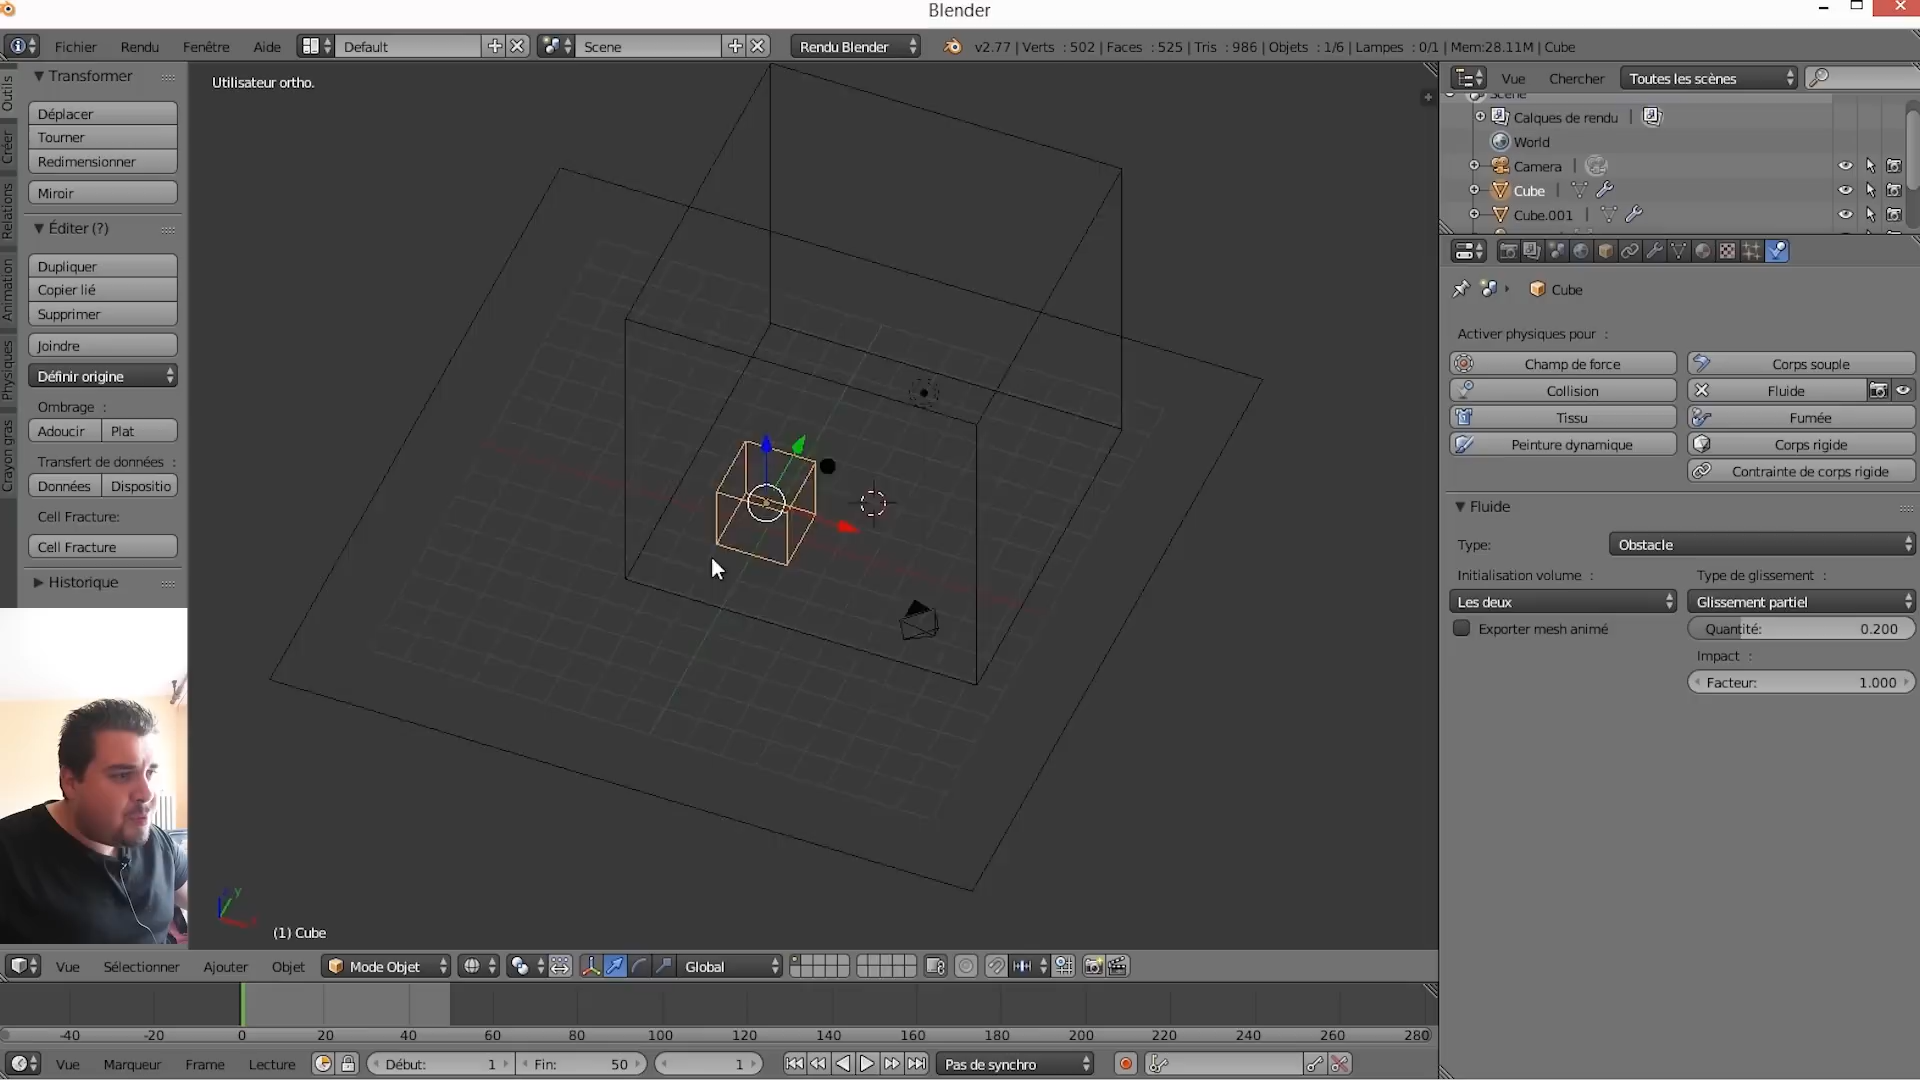 Blender
Fichier Rendu Fenêtre Aide Default Scene Rendu Blender v2.77 | Verts : 502 | Faces : 525 | Tris : 986 | Objets : 1/6 | Lampes : 0/1 | Mem:28.11M | Cube
Outils
Créer
Relations
Animation
Physiques
Crayon gras
Transformer
Déplacer
Tourner
Redimensionner
Miroir
Éditer (?)
Dupliquer
Copier lié
Supprimer
Joindre
Définir origine
Ombrage :
Adoucir Plat
Transfert de données :
Données Dispositio
Cell Fracture:
Cell Fracture
Historique
Utilisateur ortho.
y
(1) Cube
Vue Chercher Toutes les scènes
Scene
Calques de rendu |
World
Camera |
Cube |
Cube.001 |
Cube
Activer physiques pour :
Champ de force Corps souple
Collision Fluide
Tissu Fumée
Peinture dynamique Corps rigide
Contrainte de corps rigide
Fluide
Type: Obstacle
Initialisation volume : Type de glissement :
Les deux Glissement partiel
Exporter mesh animé Quantité: 0.200
Impact :
Facteur: 1.000
Vue Sélectionner Ajouter Objet Mode Objet Global
-40 -20 0 20 40 60 80 100 120 140 160 180 200 220 240 260 280
Vue Marqueur Frame Lecture Début: 1 Fin: 50 1 Pas de synchro